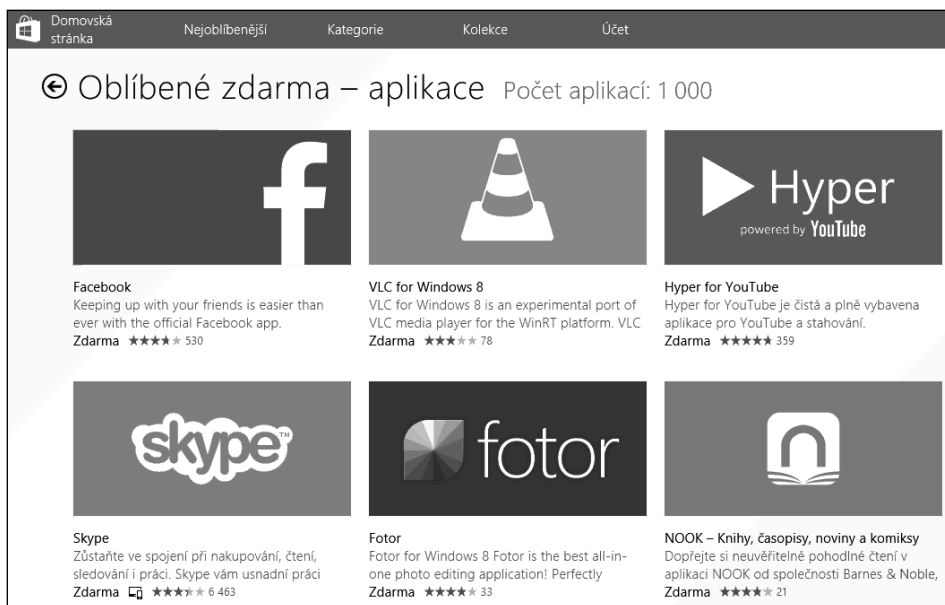 Domovská stránka
Nejoblíbenější
Kategorie
Kolekce
Účet
Oblíbené zdarma – aplikace Počet aplikací: 1 000
f
Hyper
powered by YouTube
Facebook
Keeping up with your friends is easier than
ever with the official Facebook app.
Zdarma 530
VLC for Windows 8
VLC for Windows 8 is an experimental port of
VLC media player for the WinRT platform. VLC
Zdarma 78
Hyper for YouTube
Hyper for YouTube je čistá a plně vybavena
aplikace pro YouTube a stahování.
Zdarma 359
skype™
fotor
n
Skype
Zůstaňte ve spojení při nakupování, čtení,
sledování i práci. Skype vám usnadní práci
Zdarma 6 463
Fotor
Fotor for Windows 8 Fotor is the best all-in-
one photo editing application! Perfectly
Zdarma 33
NOOK – Knihy, časopisy, noviny a komiksy
Dopřejte si neuvěřitelně pohodlné čtení v
aplikaci NOOK od společnosti Barnes & Noble,
Zdarma 21